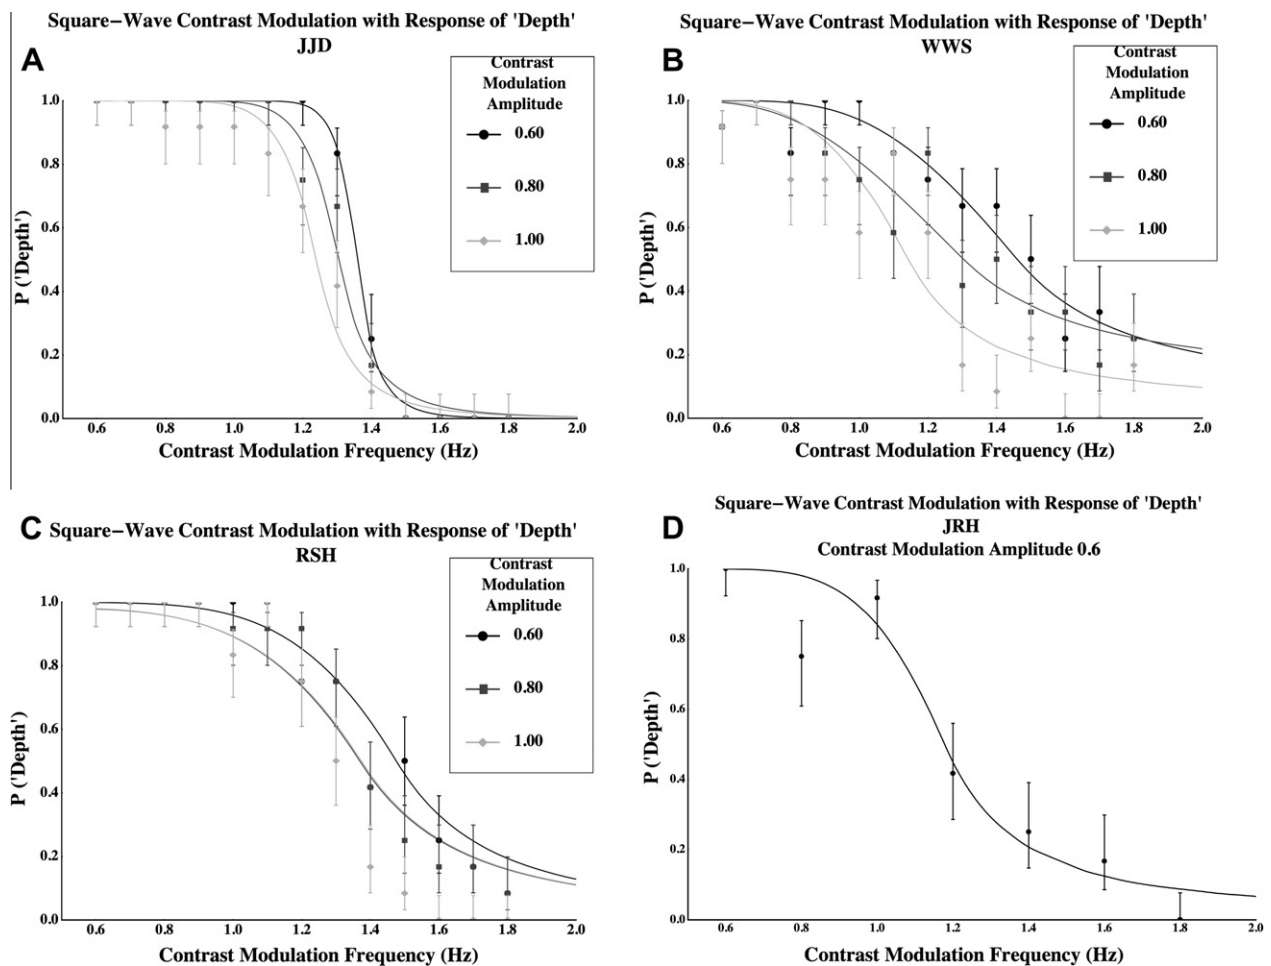 A
Square-Wave Contrast Modulation with Response of 'Depth'
JJD
Contrast
Modulation
Amplitude
0.60
0.80
1.00
P ('Depth')
1.0
0.8
0.6
0.4
0.2
0.0
0.6 0.8 1.0 1.2 1.4 1.6 1.8 2.0
Contrast Modulation Frequency (Hz)
B
Square-Wave Contrast Modulation with Response of 'Depth'
WWS
Contrast
Modulation
Amplitude
0.60
0.80
1.00
P ('Depth')
1.0
0.8
0.6
0.4
0.2
0.0
0.6 0.8 1.0 1.2 1.4 1.6 1.8 2.0
Contrast Modulation Frequency (Hz)
C
Square-Wave Contrast Modulation with Response of 'Depth'
RSH
Contrast
Modulation
Amplitude
0.60
0.80
1.00
P ('Depth')
1.0
0.8
0.6
0.4
0.2
0.0
0.6 0.8 1.0 1.2 1.4 1.6 1.8 2.0
Contrast Modulation Frequency (Hz)
D
Square-Wave Contrast Modulation with Response of 'Depth'
JRH
Contrast Modulation Amplitude 0.6
P ('Depth')
1.0
0.8
0.6
0.4
0.2
0.0
0.6 0.8 1.0 1.2 1.4 1.6 1.8 2.0
Contrast Modulation Frequency (Hz)